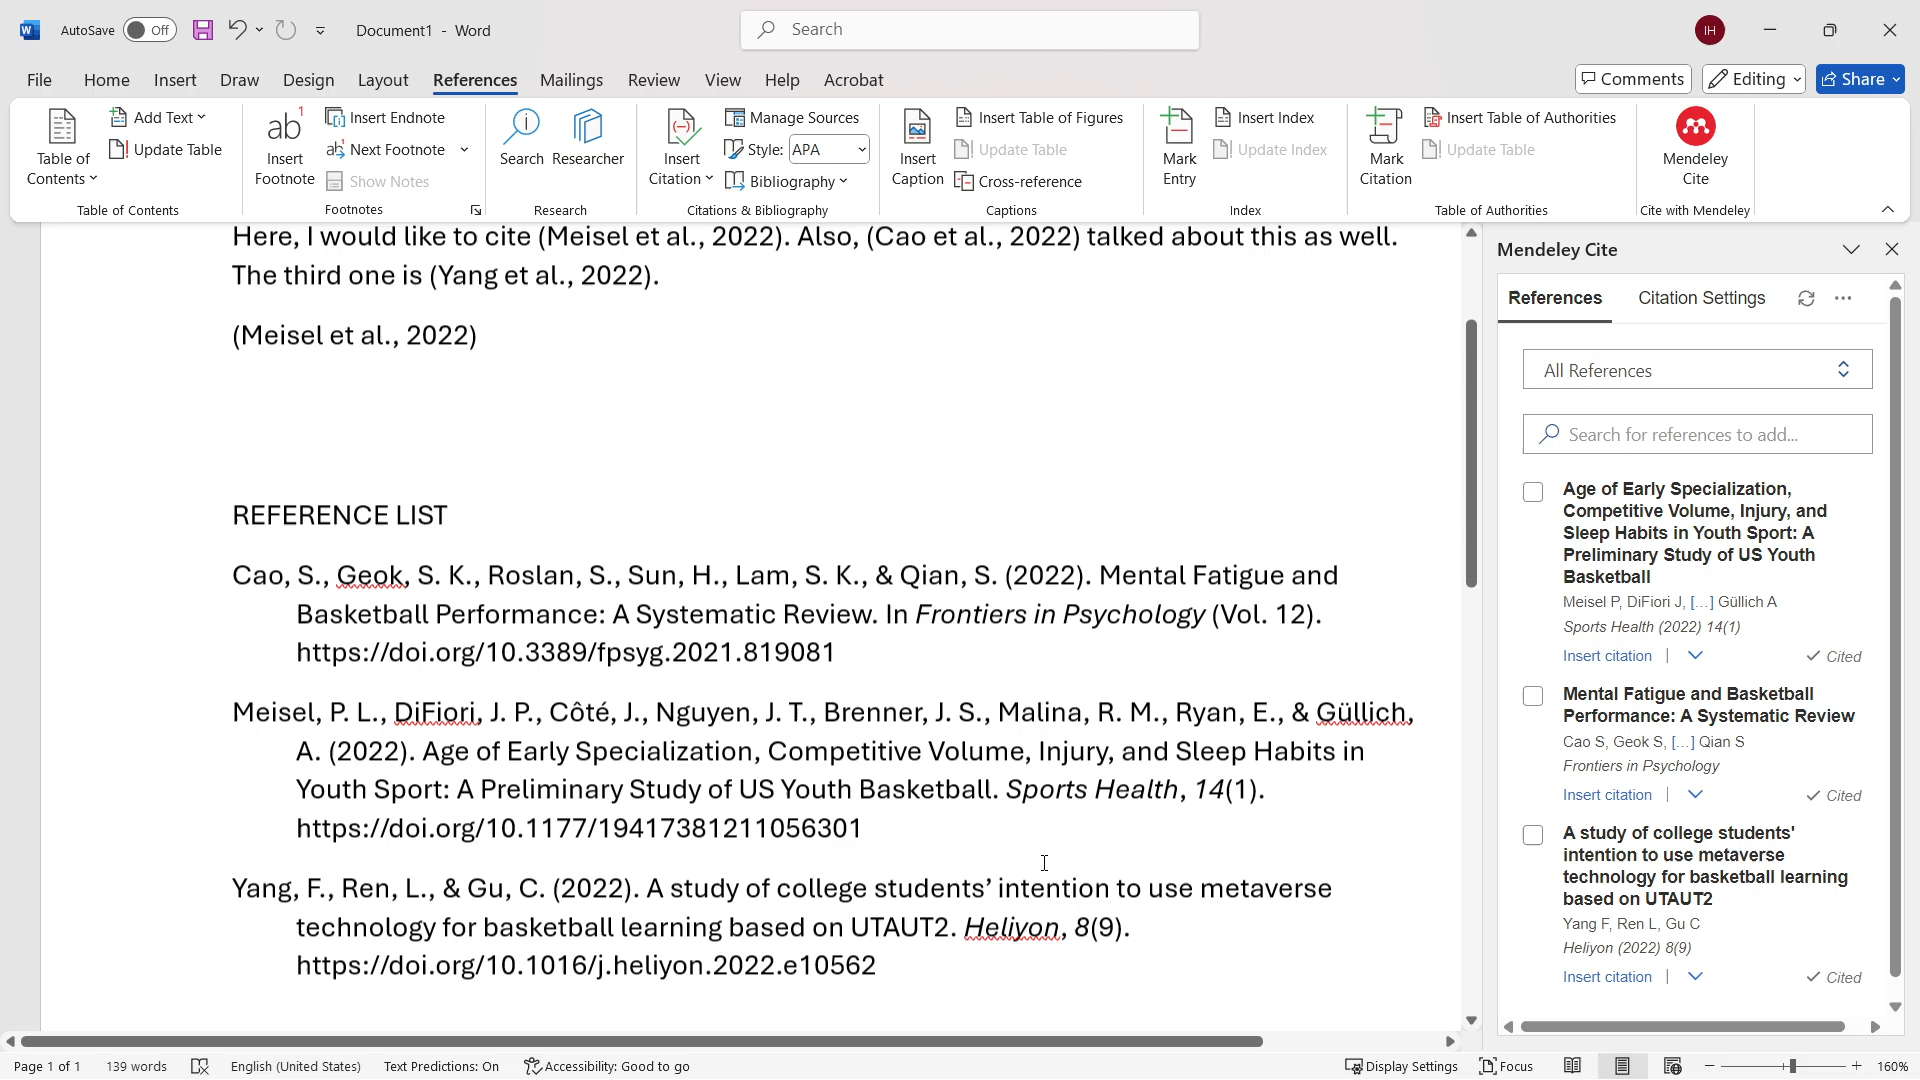 AutoSave Off Document1 - Word Search IH
File Home Insert Draw Design Layout References Mailings Review View Help Acrobat Comments Editing Share
Table of Contents
Add Text
Update Table
Table of Contents
ab1 Insert Footnote
Insert Endnote
ab Next Footnote
Show Notes
Footnotes
Search Researcher
Research
Insert Citation
Manage Sources
Style: APA
Bibliography
Citations & Bibliography
Insert Caption
Insert Table of Figures
Update Table
Cross-reference
Captions
Mark Entry
Insert Index
Update Index
Index
Mark Citation
Insert Table of Authorities
Update Table
Table of Authorities
Mendeley Cite
Cite with Mendeley
Here, I would like to cite (Meisel et al., 2022). Also, (Cao et al., 2022) talked about this as well.
The third one is (Yang et al., 2022).
(Meisel et al., 2022)
REFERENCE LIST
Cao, S., Geok, S. K., Roslan, S., Sun, H., Lam, S. K., & Qian, S. (2022). Mental Fatigue and
Basketball Performance: A Systematic Review. In Frontiers in Psychology (Vol. 12).
https://doi.org/10.3389/fpsyg.2021.819081
Meisel, P. L., DiFiori, J. P., Côté, J., Nguyen, J. T., Brenner, J. S., Malina, R. M., Ryan, E., & Güllich,
A. (2022). Age of Early Specialization, Competitive Volume, Injury, and Sleep Habits in
Youth Sport: A Preliminary Study of US Youth Basketball. Sports Health, 14(1).
https://doi.org/10.1177/19417381211056301
Yang, F., Ren, L., & Gu, C. (2022). A study of college students’ intention to use metaverse
technology for basketball learning based on UTAUT2. Heliyon, 8(9).
https://doi.org/10.1016/j.heliyon.2022.e10562
Mendeley Cite
References Citation Settings
All References
Search for references to add...
Age of Early Specialization,
Competitive Volume, Injury, and
Sleep Habits in Youth Sport: A
Preliminary Study of US Youth
Basketball
Meisel P, DiFiori J, [...] Güllich A
Sports Health (2022) 14(1)
Insert citation | Cited
Mental Fatigue and Basketball
Performance: A Systematic Review
Cao S, Geok S, [...] Qian S
Frontiers in Psychology
Insert citation | Cited
A study of college students'
intention to use metaverse
technology for basketball learning
based on UTAUT2
Yang F, Ren L, Gu C
Heliyon (2022) 8(9)
Insert citation | Cited
Page 1 of 1 139 words English (United States) Text Predictions: On Accessibility: Good to go Display Settings Focus 160%